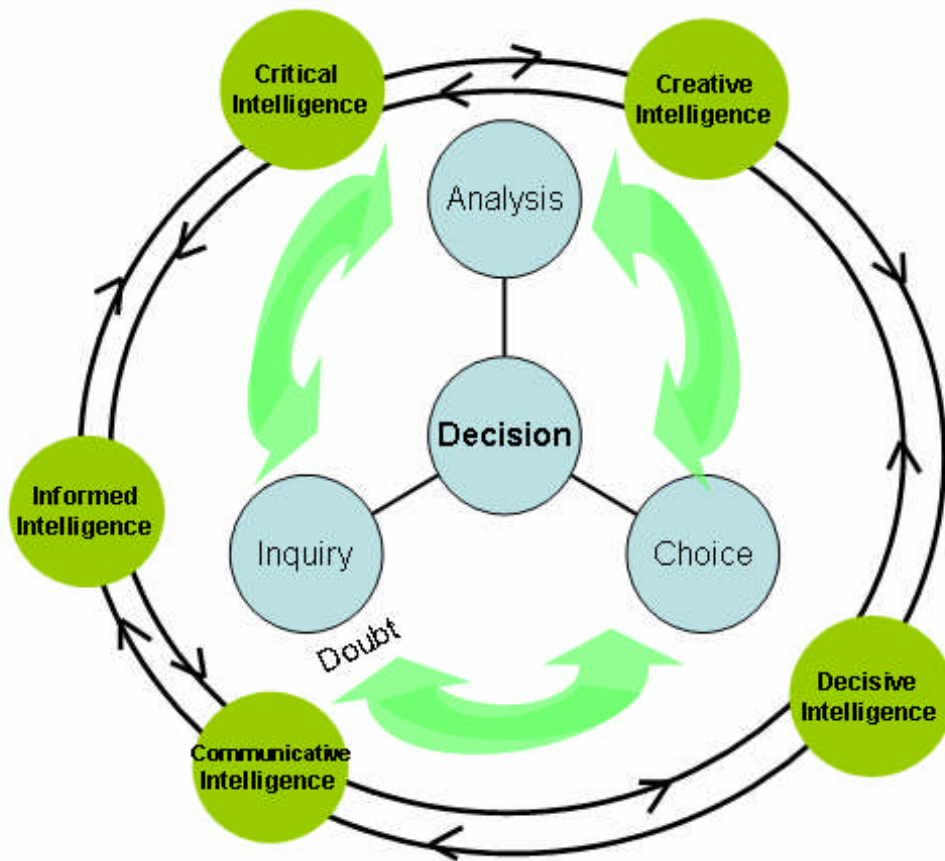 Critical
Intelligence
Creative
Intelligence
Analysis
Decision
Informed
Intelligence
Inquiry
Choice
Doubt
Decisive
Intelligence
Communicative
Intelligence